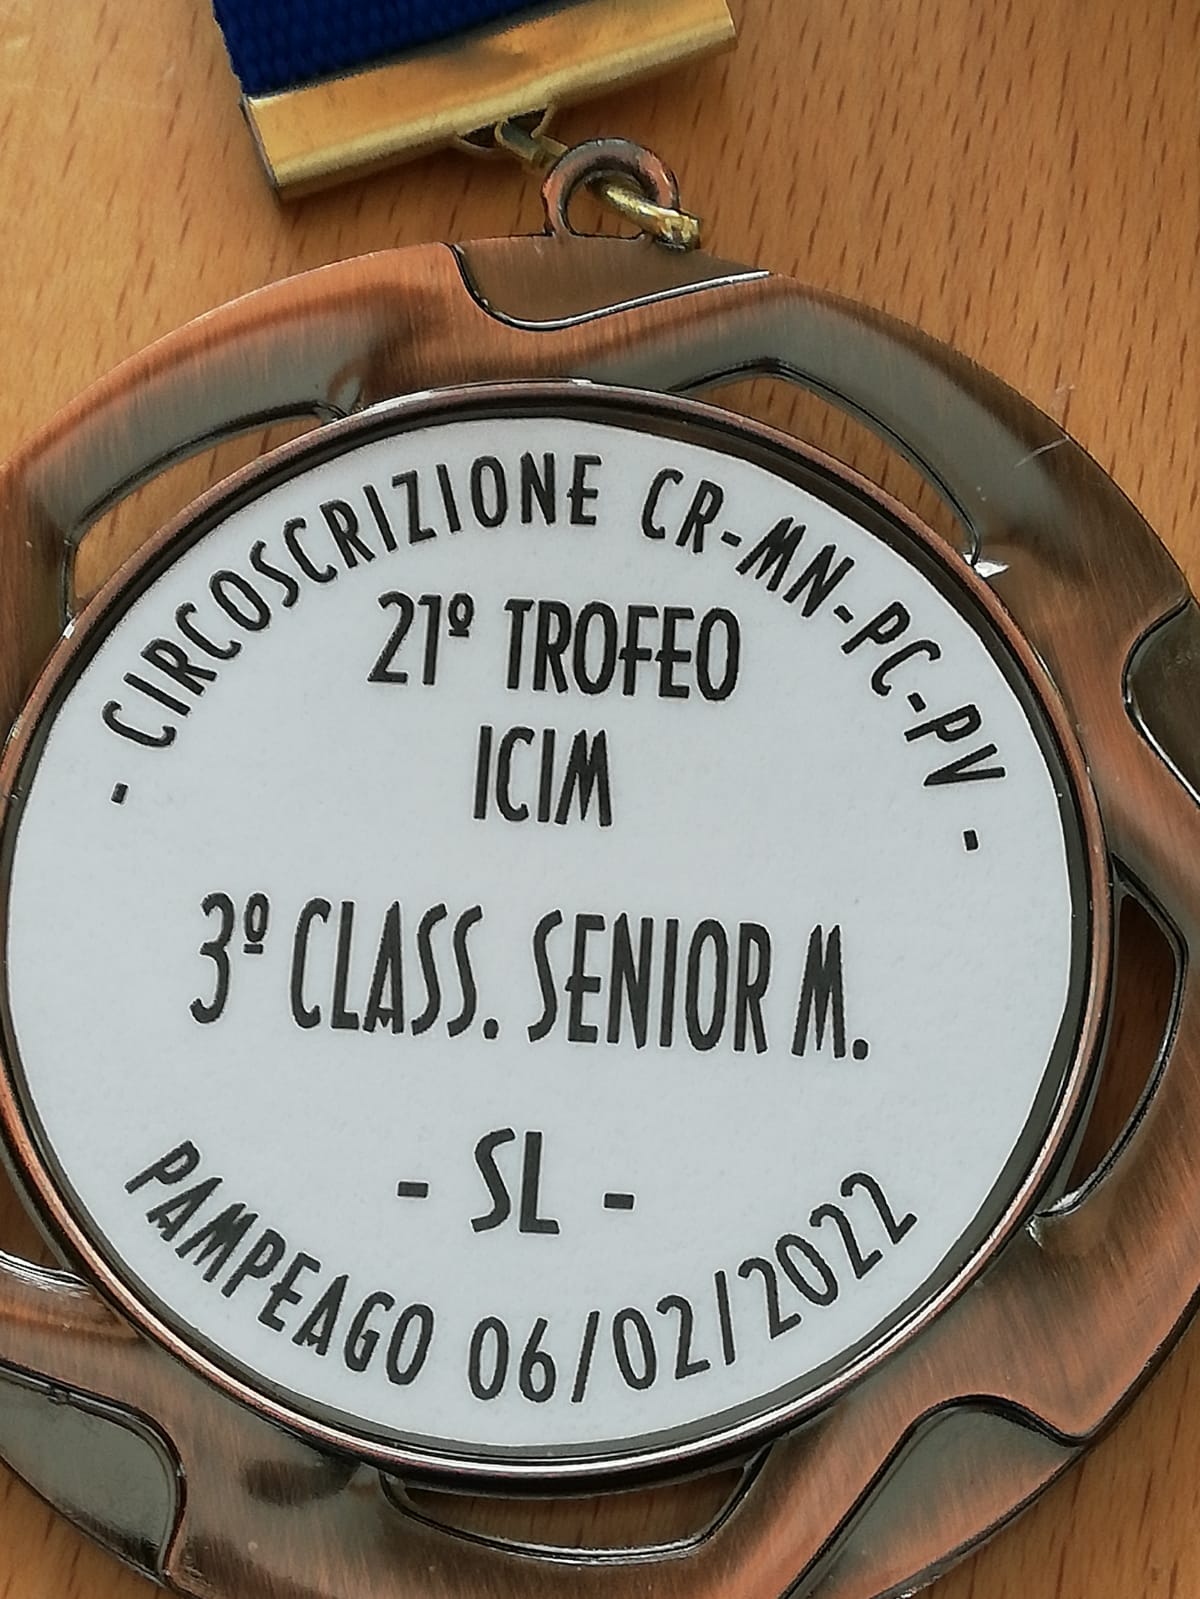 - CIRCOSCRIZIONE CR-MN-PC-PV -
21º TROFEO
ICIM
3º CLASS. SENIOR M.
- SL -
PAMPEAGO 06/02/2022